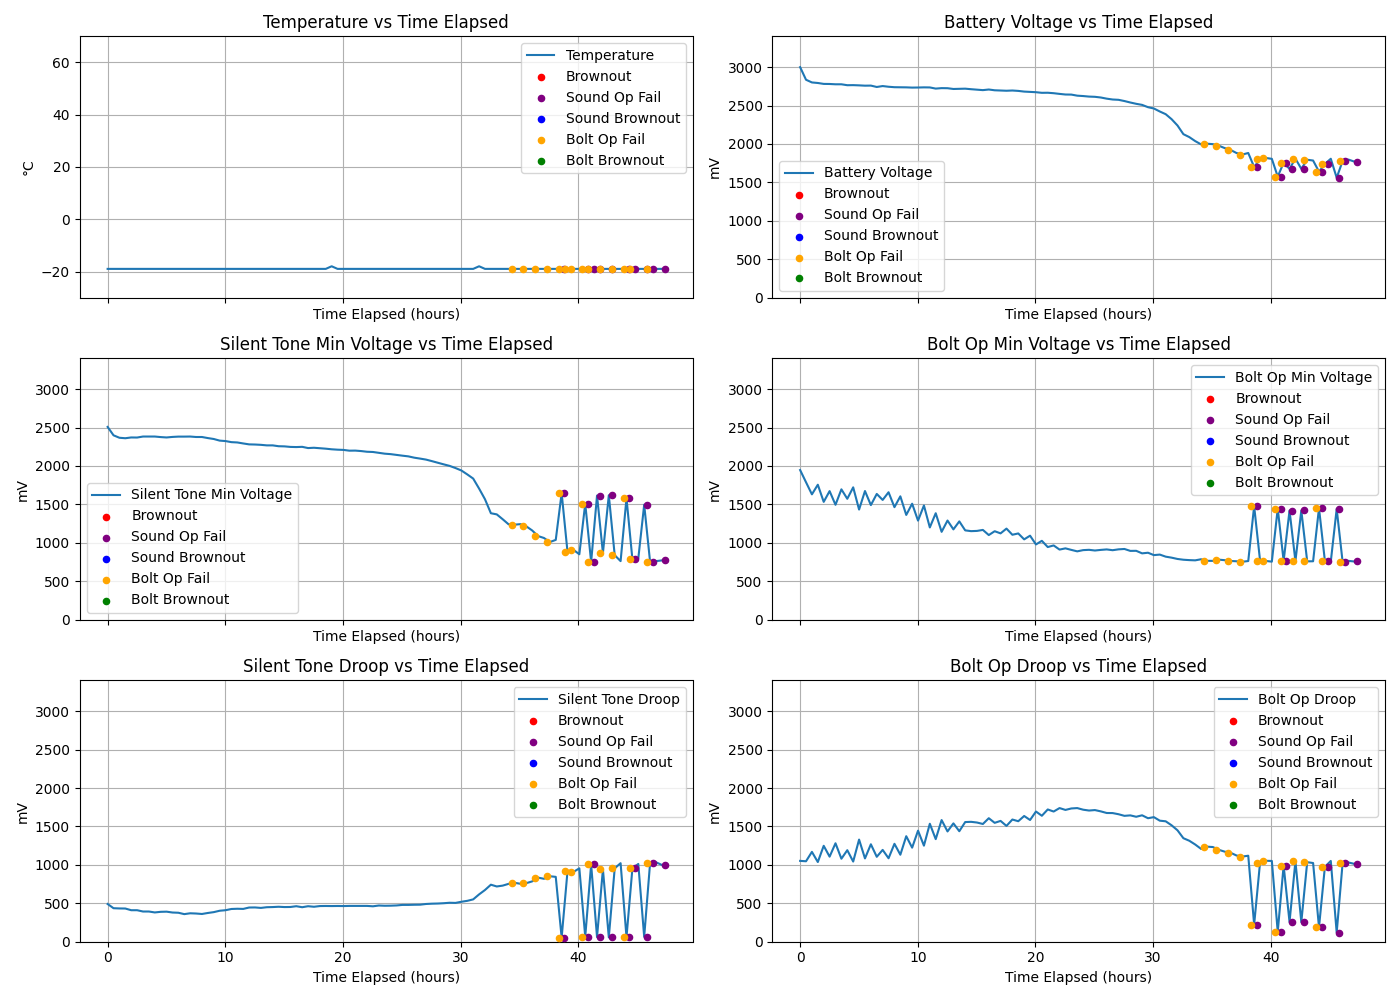 Temperature vs Time Elapsed
60
40
20
0
−20
°C
Temperature
Brownout
Sound Op Fail
Sound Brownout
Bolt Op Fail
Bolt Brownout
Time Elapsed (hours)
Battery Voltage vs Time Elapsed
3000
2500
2000
1500
1000
500
0
mV
Battery Voltage
Brownout
Sound Op Fail
Sound Brownout
Bolt Op Fail
Bolt Brownout
Time Elapsed (hours)
Silent Tone Min Voltage vs Time Elapsed
3000
2500
2000
1500
1000
500
0
mV
Silent Tone Min Voltage
Brownout
Sound Op Fail
Sound Brownout
Bolt Op Fail
Bolt Brownout
Time Elapsed (hours)
Bolt Op Min Voltage vs Time Elapsed
3000
2500
2000
1500
1000
500
0
mV
Bolt Op Min Voltage
Brownout
Sound Op Fail
Sound Brownout
Bolt Op Fail
Bolt Brownout
Time Elapsed (hours)
Silent Tone Droop vs Time Elapsed
3000
2500
2000
1500
1000
500
0
mV
Silent Tone Droop
Brownout
Sound Op Fail
Sound Brownout
Bolt Op Fail
Bolt Brownout
0 10 20 30 40
Time Elapsed (hours)
Bolt Op Droop vs Time Elapsed
3000
2500
2000
1500
1000
500
0
mV
Bolt Op Droop
Brownout
Sound Op Fail
Sound Brownout
Bolt Op Fail
Bolt Brownout
0 10 20 30 40
Time Elapsed (hours)